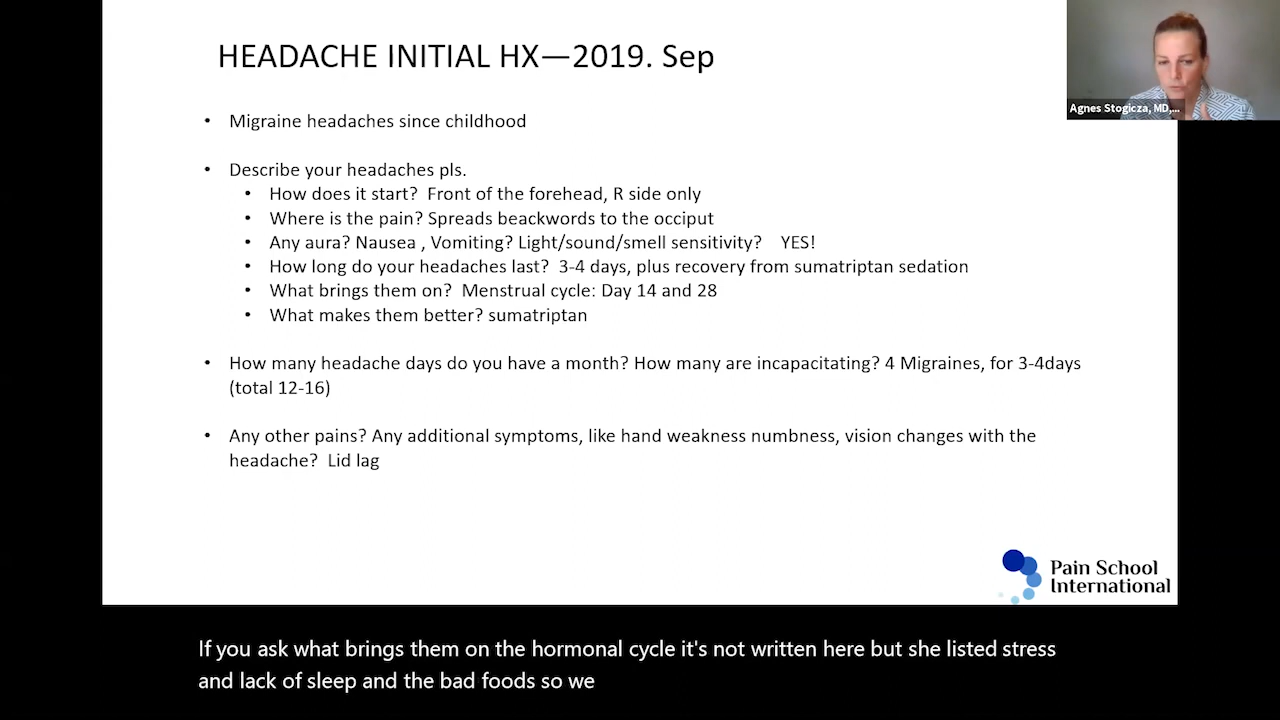 HEADACHE INITIAL HX—2019. Sep
Agnes Stogicza, MD,...
• Migraine headaches since childhood
• Describe your headaches pls.
• How does it start? Front of the forehead, R side only
• Where is the pain? Spreads beackwords to the occiput
• Any aura? Nausea , Vomiting? Light/sound/smell sensitivity? YES!
• How long do your headaches last? 3-4 days, plus recovery from sumatriptan sedation
• What brings them on? Menstrual cycle: Day 14 and 28
• What makes them better? sumatriptan
• How many headache days do you have a month? How many are incapacitating? 4 Migraines, for 3-4days
(total 12-16)
• Any other pains? Any additional symptoms, like hand weakness numbness, vision changes with the
headache? Lid lag
Pain School
International
If you ask what brings them on the hormonal cycle it's not written here but she listed stress
and lack of sleep and the bad foods so we